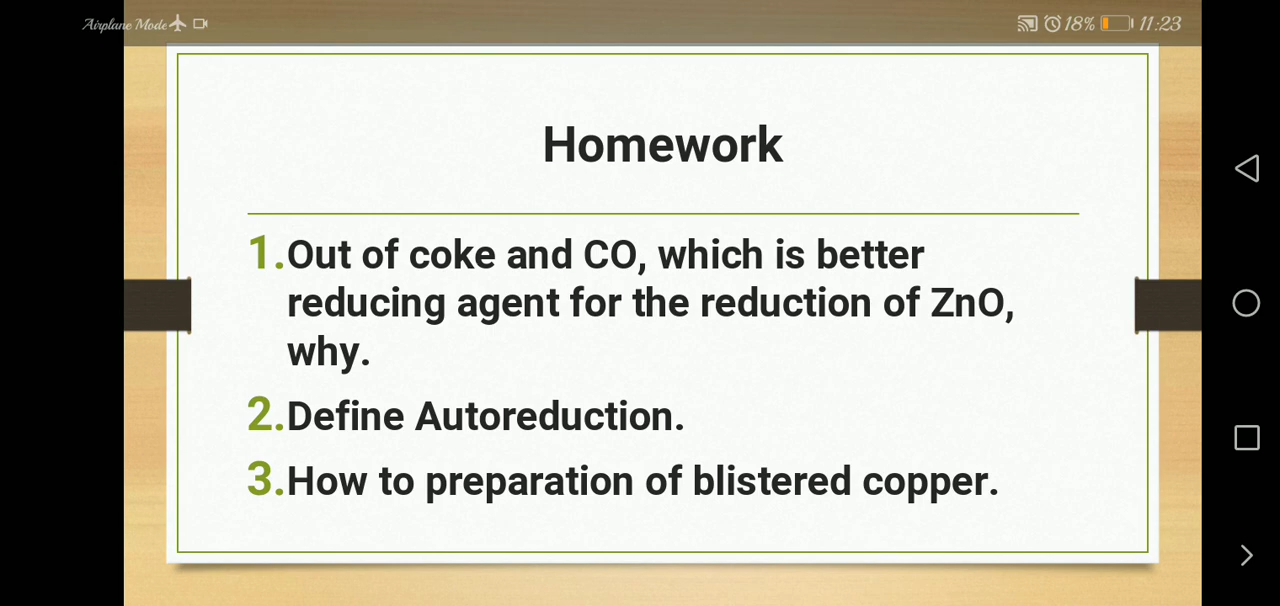 Airplane Mode
18% 11:23
Homework
1.Out of coke and CO, which is better
reducing agent for the reduction of ZnO,
why.
2.Define Autoreduction.
3.How to preparation of blistered copper.